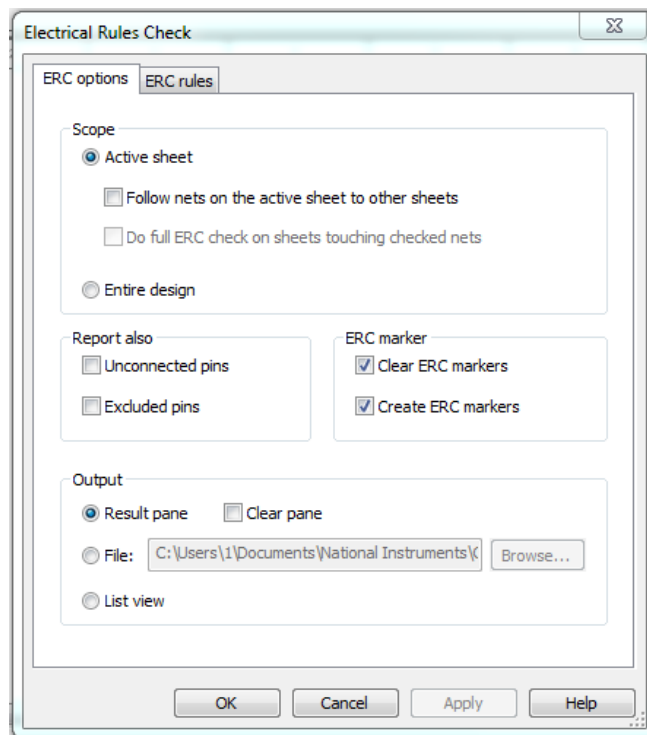 Electrical Rules Check
ERC options ERC rules
Scope
Active sheet
Follow nets on the active sheet to other sheets
Do full ERC check on sheets touching checked nets
Entire design
Report also
Unconnected pins
Excluded pins
ERC marker
Clear ERC markers
Create ERC markers
Output
Result pane Clear pane
File: C:\Users\1\Documents\National Instruments\ Browse...
List view
OK Cancel Apply Help